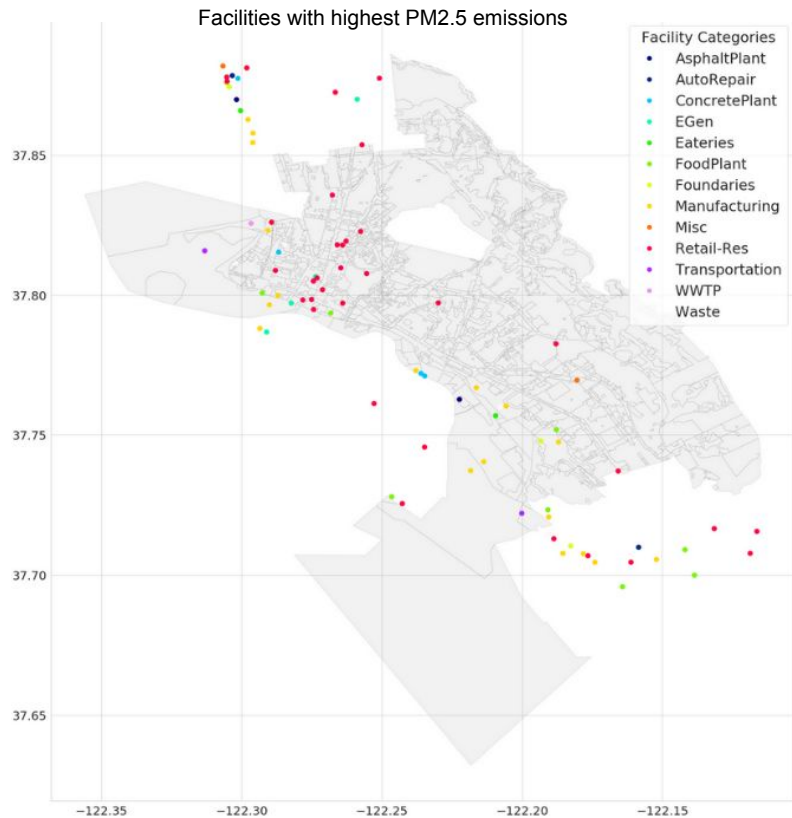 Facilities with highest PM2.5 emissions
Facility Categories
AsphaltPlant
AutoRepair
ConcretePlant
EGen
Eateries
FoodPlant
Foundaries
Manufacturing
Misc
Retail-Res
Transportation
WWTP
Waste
37.85
37.80
37.75
37.70
37.65
−122.35
−122.30
−122.25
−122.20
−122.15